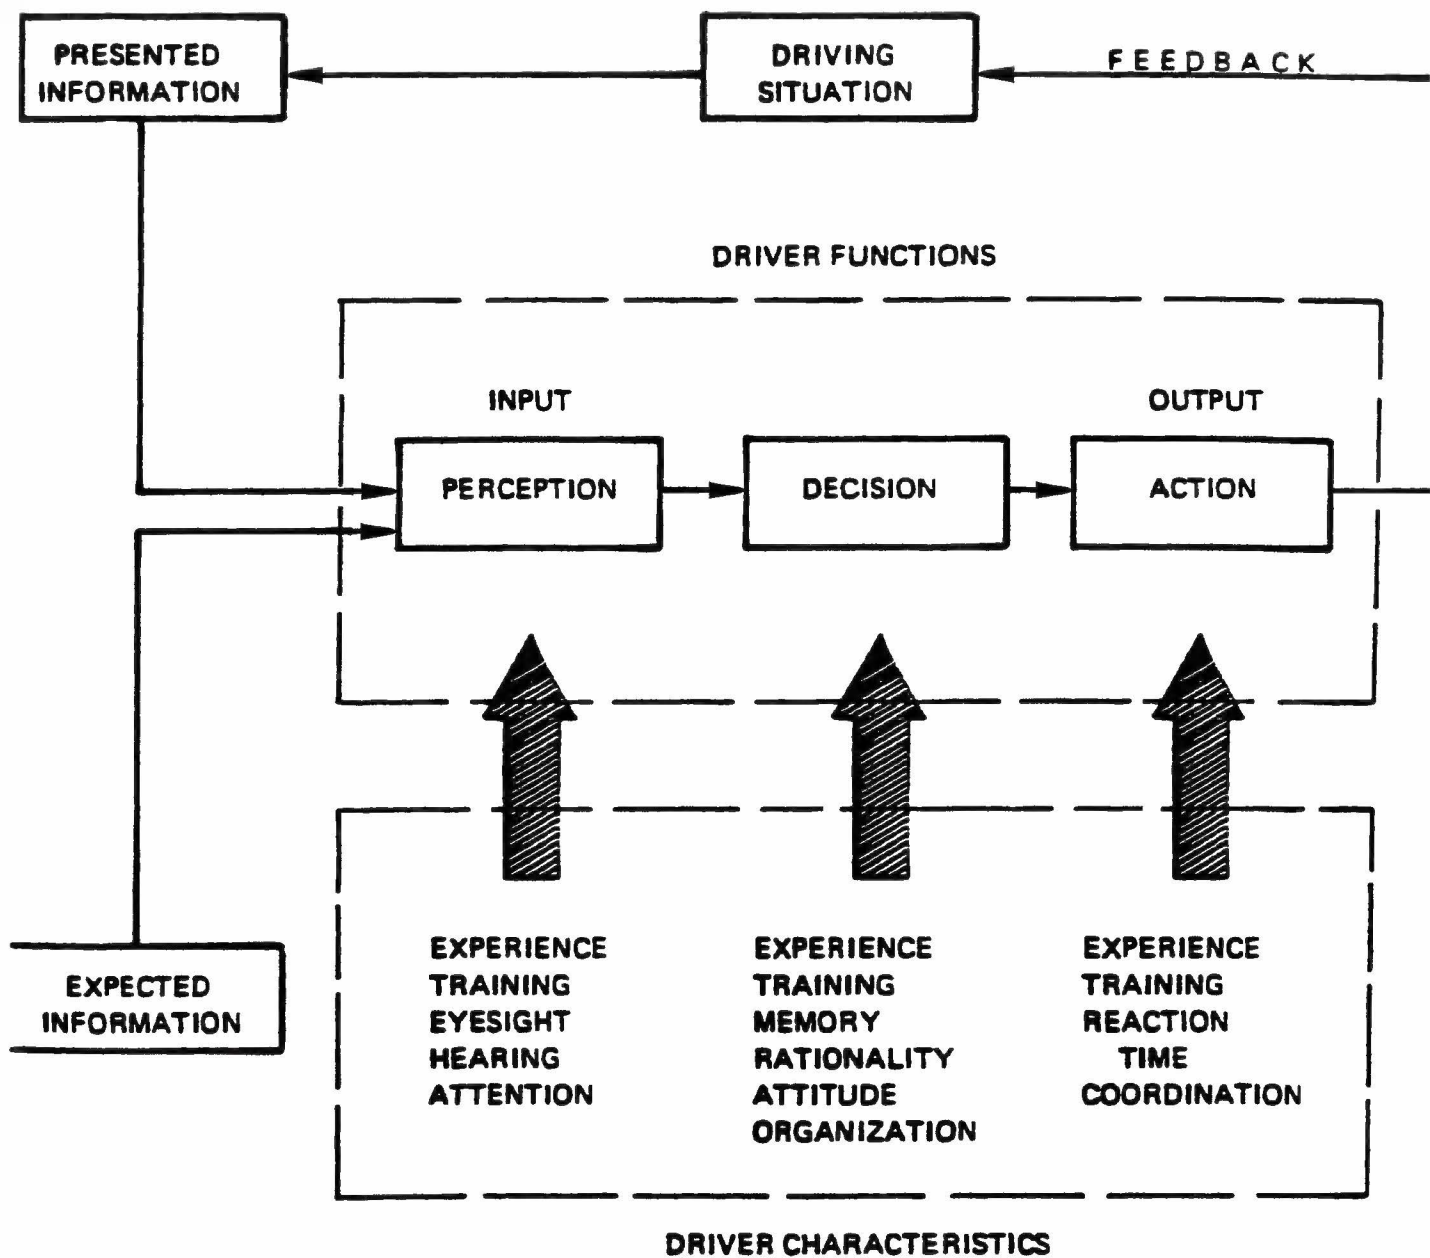 PRESENTED
INFORMATION
DRIVING
SITUATION
FEEDBACK
DRIVER FUNCTIONS
INPUT
OUTPUT
PERCEPTION
DECISION
ACTION
EXPECTED
INFORMATION
EXPERIENCE
TRAINING
EYESIGHT
HEARING
ATTENTION
EXPERIENCE
TRAINING
MEMORY
RATIONALITY
ATTITUDE
ORGANIZATION
EXPERIENCE
TRAINING
REACTION
TIME
COORDINATION
DRIVER CHARACTERISTICS